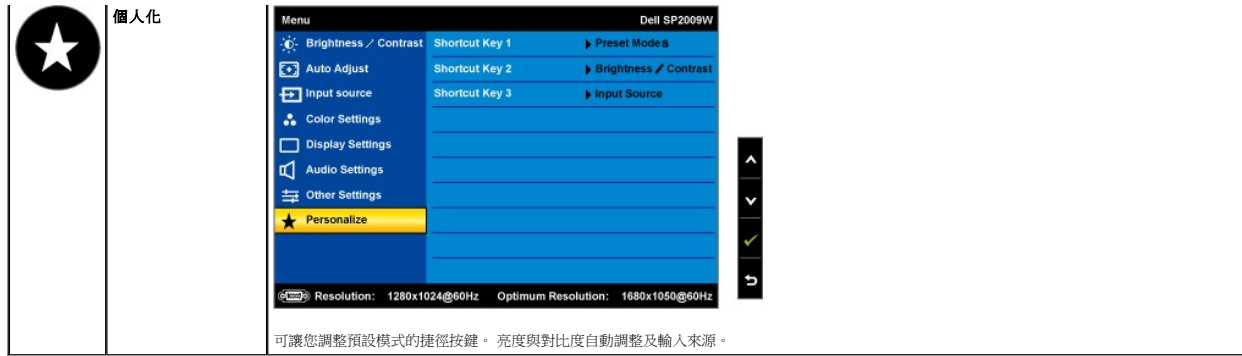 個人化
Menu Dell SP2009W
Brightness / Contrast Shortcut Key 1 Preset Modes
Auto Adjust Shortcut Key 2 Brightness / Contrast
Input source Shortcut Key 3 Input Source
Color Settings
Display Settings
Audio Settings
Other Settings
Personalize
Resolution: 1280x1024@60Hz Optimum Resolution: 1680x1050@60Hz
可讓您調整預設模式的捷徑按鍵。 亮度與對比度自動調整及輸入來源。